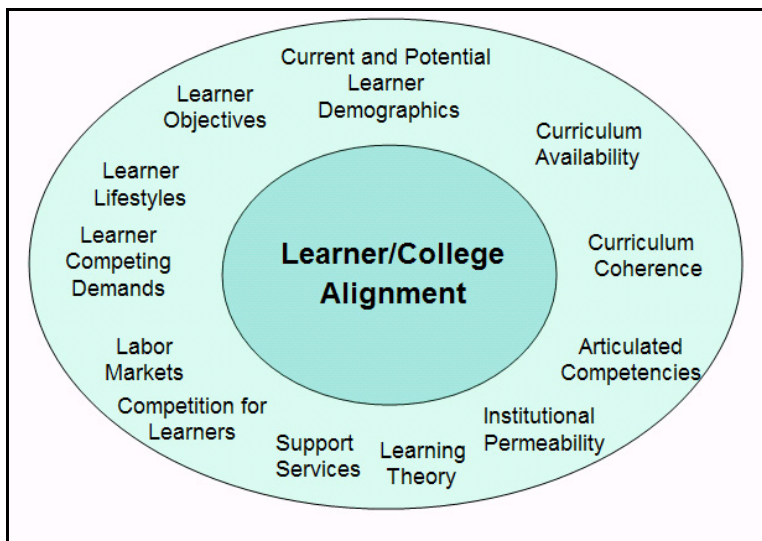 Current and Potential
Learner
Demographics
Learner
Objectives
Curriculum
Availability
Learner
Lifestyles
Learner
Competing
Demands
Learner/College
Alignment
Curriculum
Coherence
Labor
Markets
Articulated
Competencies
Competition for
Learners
Support
Services
Learning
Theory
Institutional
Permeability